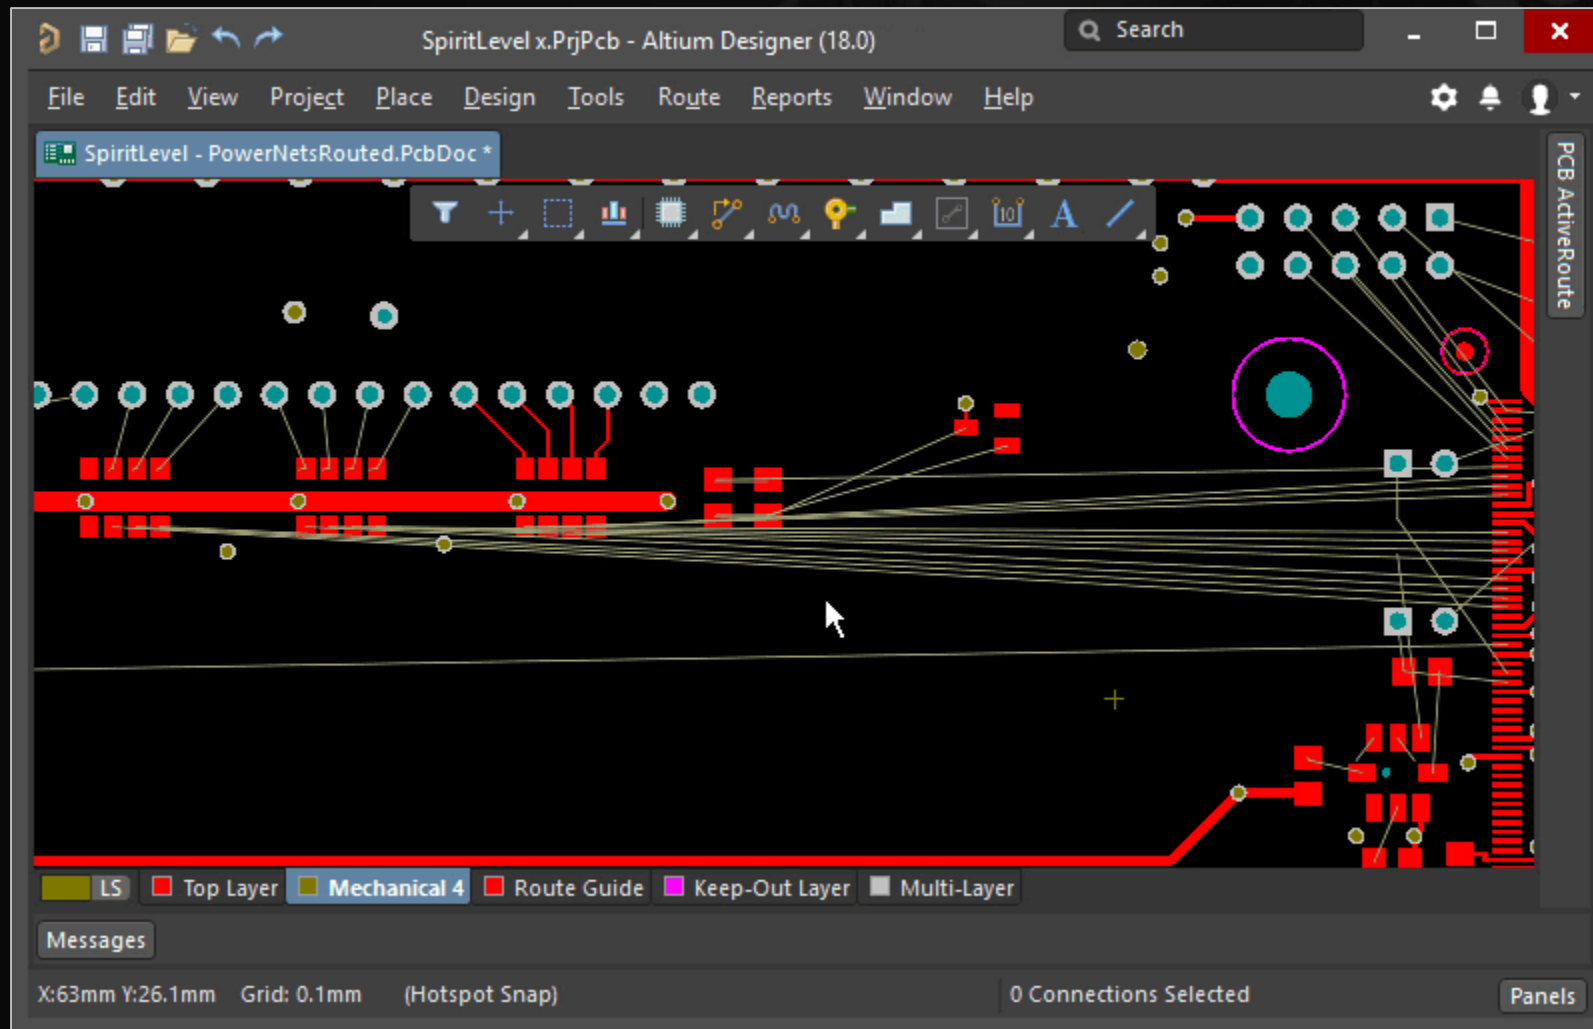 SpiritLevel x.PrjPcb - Altium Designer (18.0)
Search
File Edit View Project Place Design Tools Route Reports Window Help
SpiritLevel - PowerNetsRouted.PcbDoc *
PCB ActiveRoute
10
A
LS Top Layer Mechanical 4 Route Guide Keep-Out Layer Multi-Layer
Messages
X:63mm Y:26.1mm Grid: 0.1mm (Hotspot Snap) 0 Connections Selected Panels